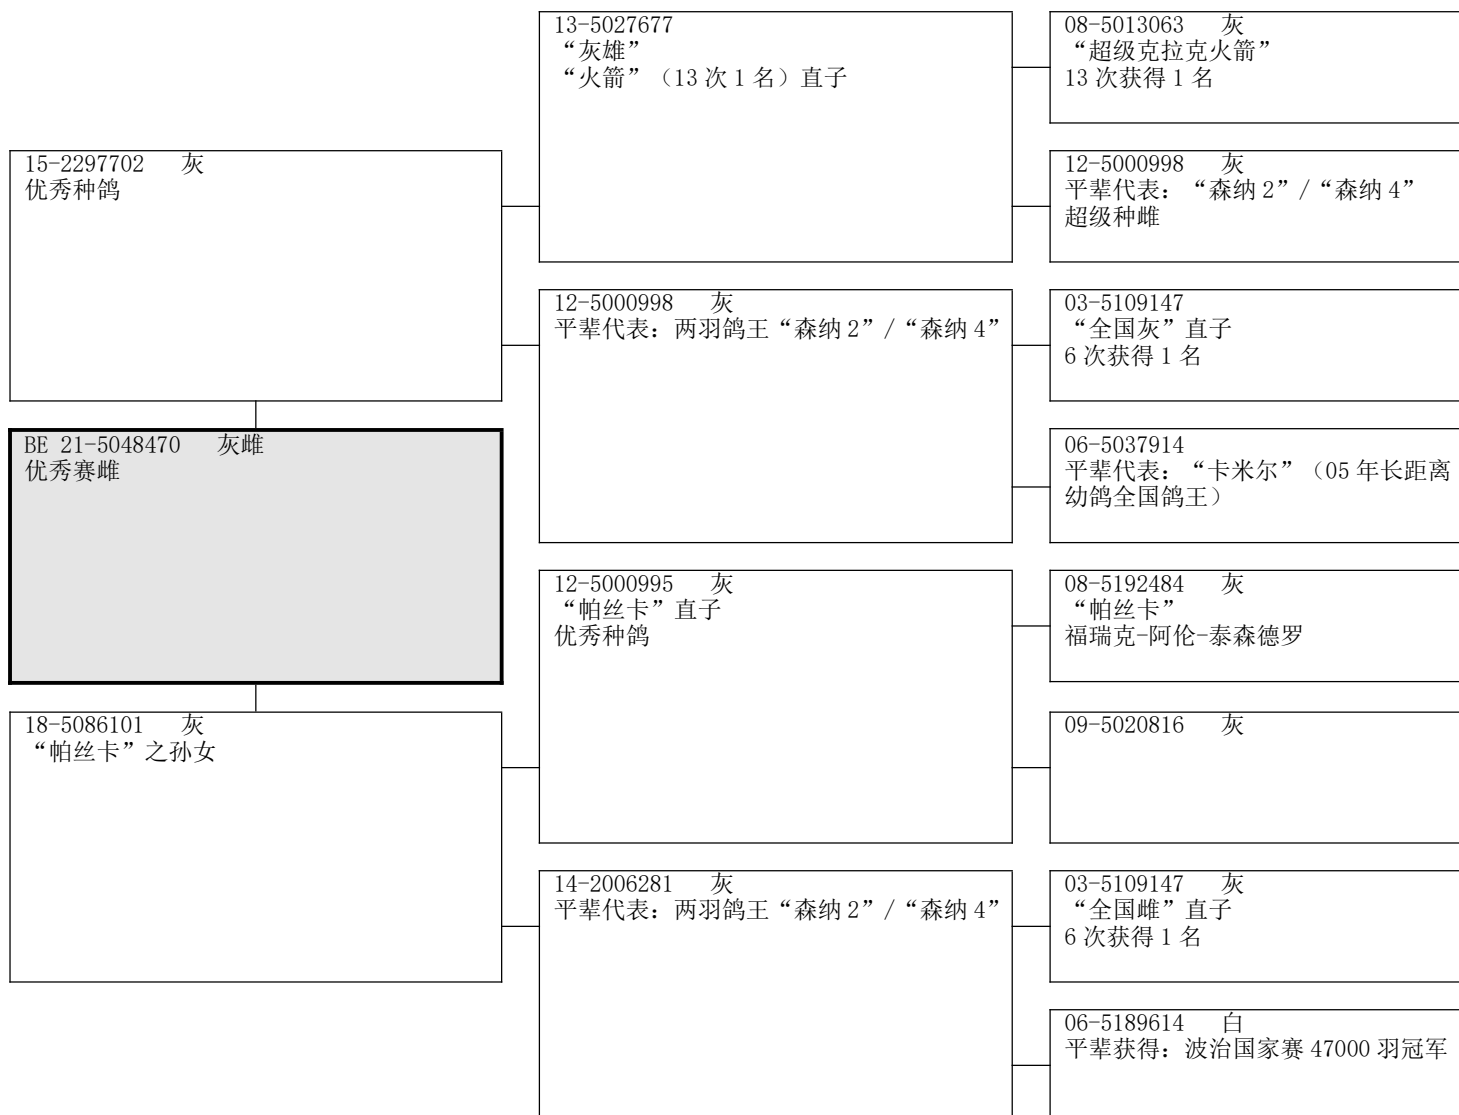 13-5027677
“灰雄”
“火箭”（13 次 1 名）直子
08-5013063 灰
“超级克拉克火箭”
13 次获得 1 名
15-2297702 灰
优秀种鸽
12-5000998 灰
平辈代表：“森纳 2”/“森纳 4”
超级种雌
12-5000998 灰
平辈代表：两羽鸽王“森纳 2”/“森纳 4”
03-5109147
“全国灰”直子
6 次获得 1 名
BE 21-5048470 灰雌
优秀赛雌
06-5037914
平辈代表：“卡米尔”（05 年长距离
幼鸽全国鸽王）
12-5000995 灰
“帕丝卡”直子
优秀种鸽
08-5192484 灰
“帕丝卡”
福瑞克-阿伦-泰森德罗
18-5086101 灰
“帕丝卡”之孙女
09-5020816 灰
14-2006281 灰
平辈代表：两羽鸽王“森纳 2”/“森纳 4”
03-5109147 灰
“全国雌”直子
6 次获得 1 名
06-5189614 白
平辈获得：波治国家赛 47000 羽冠军